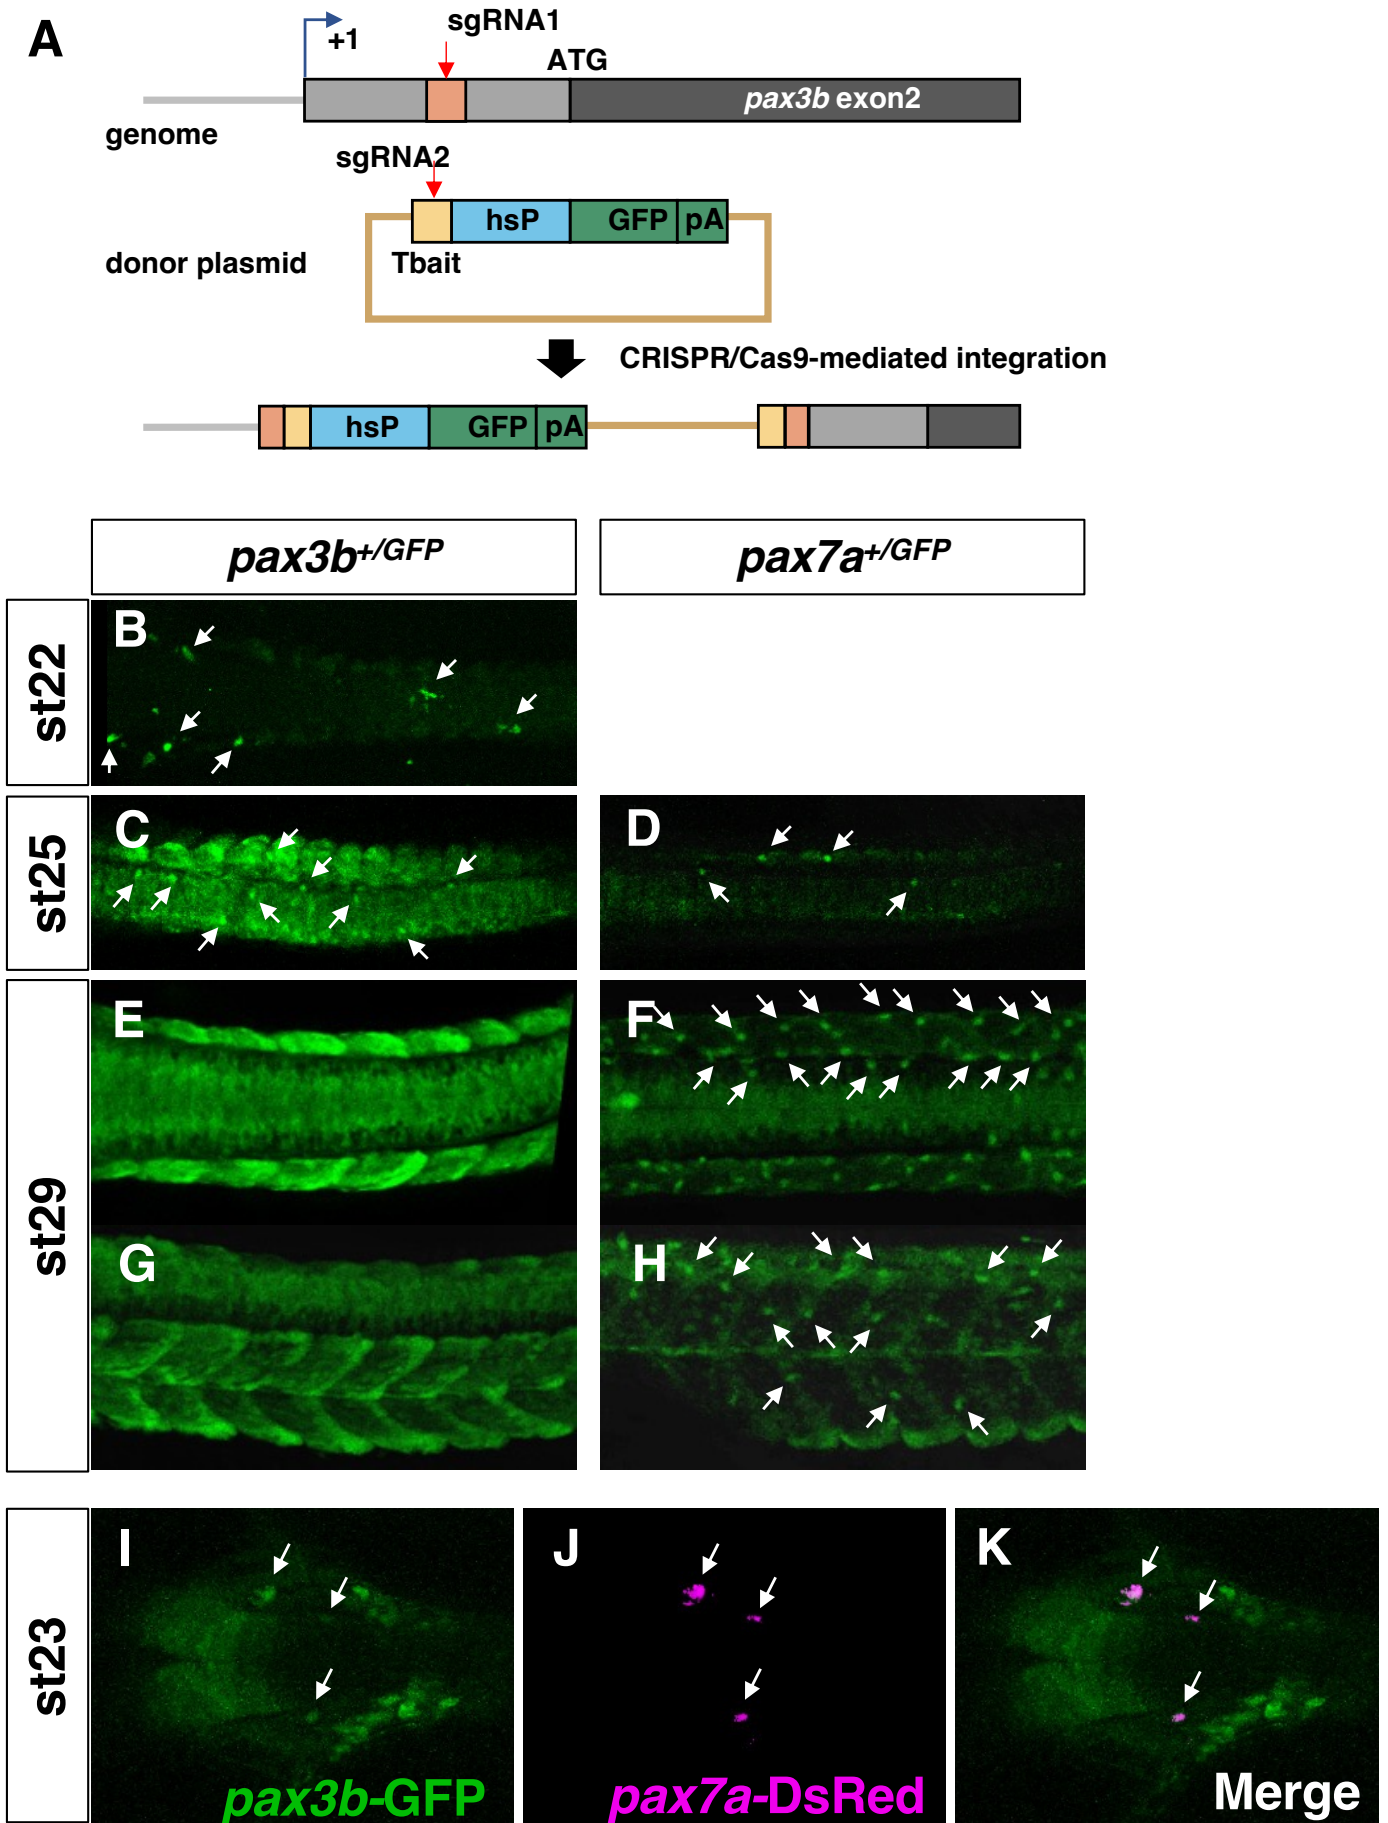 A
+1
sgRNA1
ATG
pax3b exon2
genome
sgRNA2
hsP
GFP
pA
donor plasmid
Tbait
CRISPR/Cas9-mediated integration
hsP
GFP
pA
pax3b+/GFP
pax7a+/GFP
st22
B
st25
C
D
st29
E
F
G
H
st23
I
J
K
pax3b-GFP
pax7a-DsRed
Merge